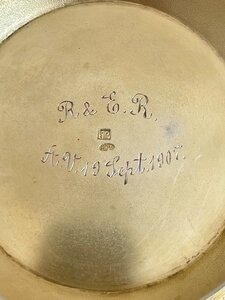 R. & E. R.
A. V. 19 Sept. 1907.